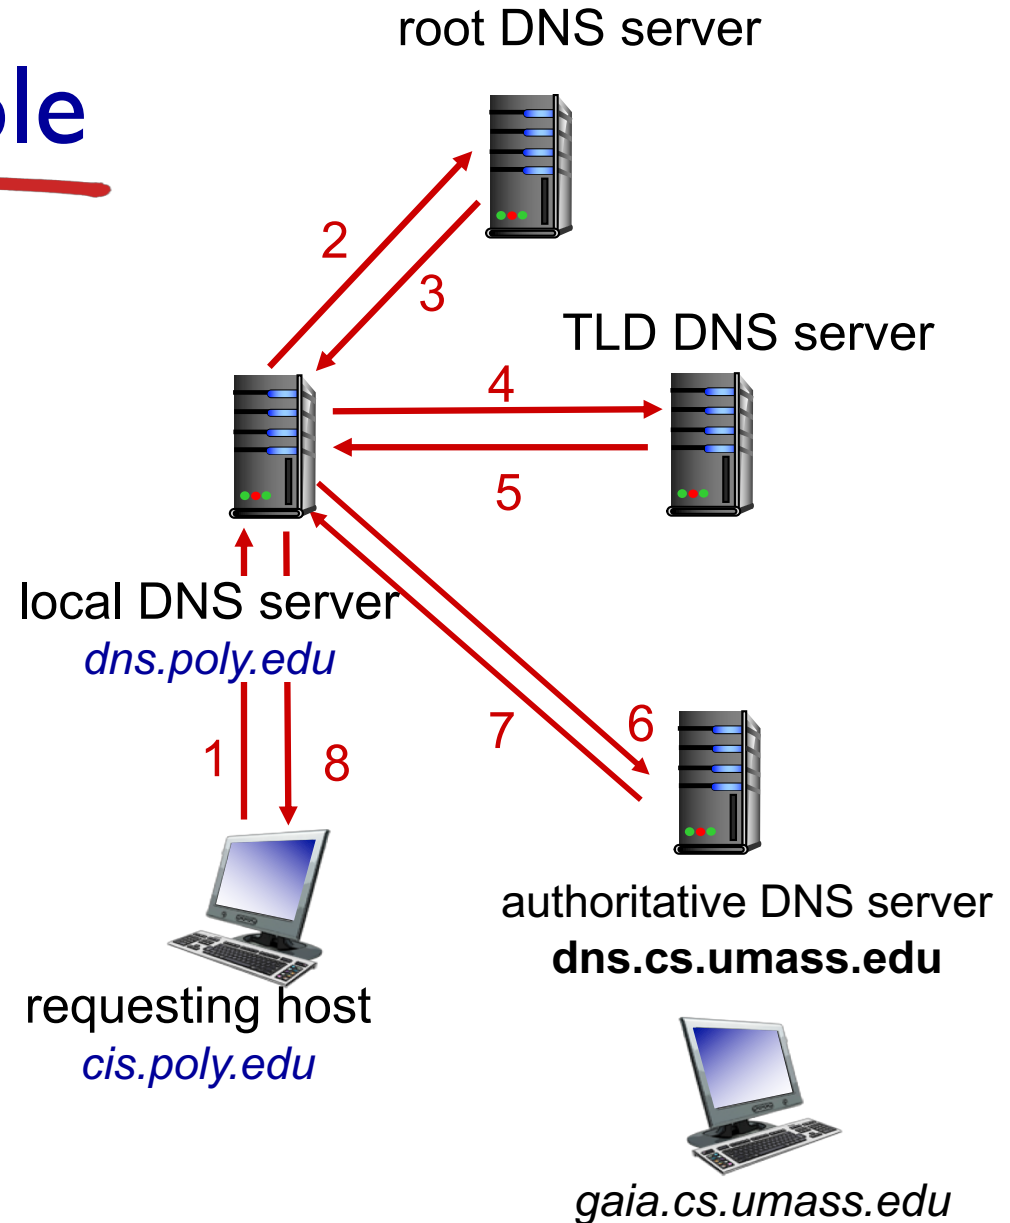 root DNS server
2
3
TLD DNS server
4
5
local DNS server
dns.poly.edu
1
8
7
6
authoritative DNS server
dns.cs.umass.edu
requesting host
cis.poly.edu
gaia.cs.umass.edu